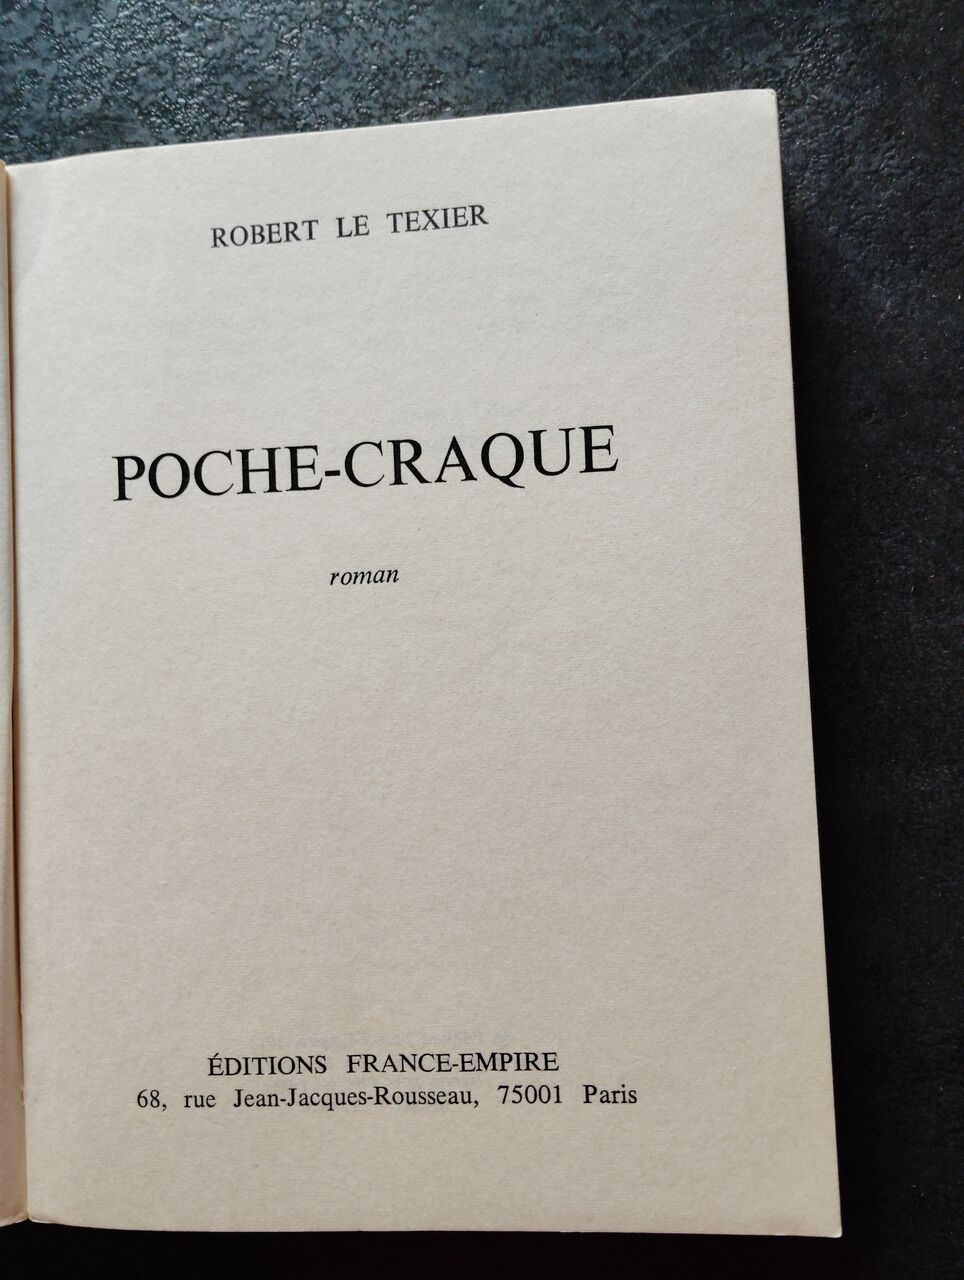 ROBERT LE TEXIER
POCHE-CRAQUE
roman
ÉDITIONS FRANCE-EMPIRE
68, rue Jean-Jacques-Rousseau, 75001 Paris